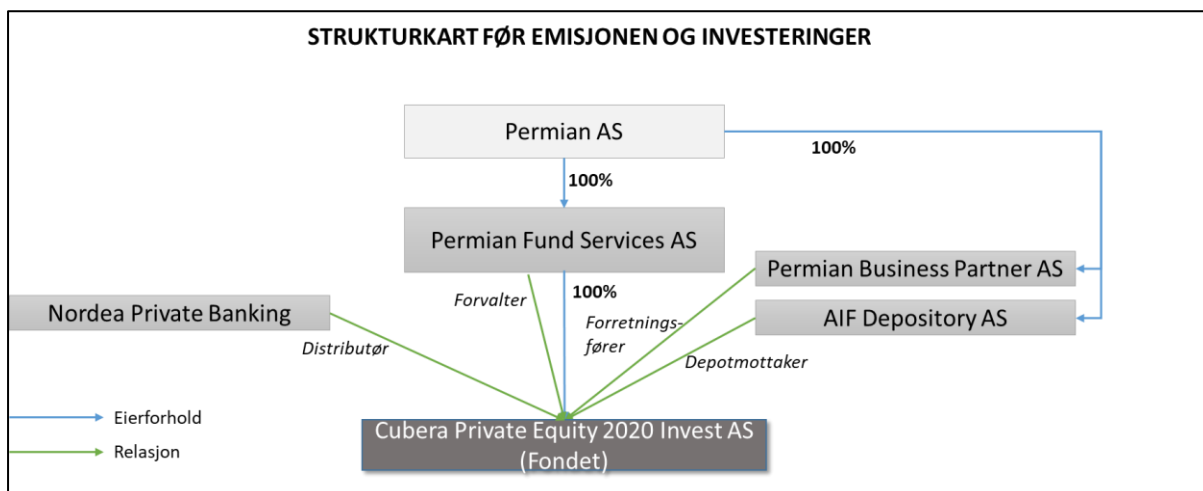 STRUKTURKART FØR EMISJONEN OG INVESTERINGER
Permian AS
100%
100%
Permian Fund Services AS
Permian Business Partner AS
Nordea Private Banking
Forvalter
100%
Forretnings-
fører
AIF Depository AS
Distributør
Depotmottaker
Eierforhold
Relasjon
Cubera Private Equity 2020 Invest AS
(Fondet)